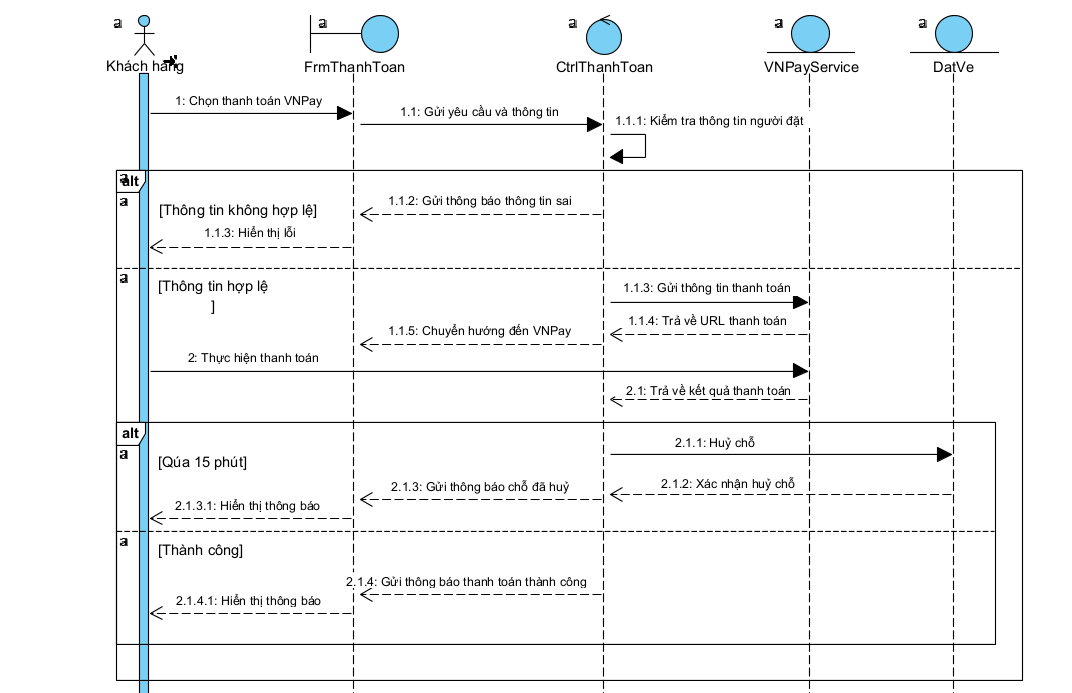 a
a
a
a
a
Khách hàng
FrmThanhToan
CtrlThanhToan
VNPayService
DatVe
1: Chọn thanh toán VNPay
1.1: Gửi yêu cầu và thông tin
1.1.1: Kiểm tra thông tin người đặt
a
alt
a
[Thông tin không hợp lệ]
1.1.2: Gửi thông báo thông tin sai
1.1.3: Hiển thị lỗi
a
[Thông tin hợp lệ
]
1.1.3: Gửi thông tin thanh toán
1.1.4: Trả về URL thanh toán
1.1.5: Chuyển hướng đến VNPay
2: Thực hiện thanh toán
2.1: Trả về kết quả thanh toán
alt
a
[Qúa 15 phút]
2.1.1: Huỷ chỗ
2.1.2: Xác nhận huỷ chỗ
2.1.3: Gửi thông báo chỗ đã huỷ
2.1.3.1: Hiển thị thông báo
a
[Thành công]
2.1.4: Gửi thông báo thanh toán thành công
2.1.4.1: Hiển thị thông báo